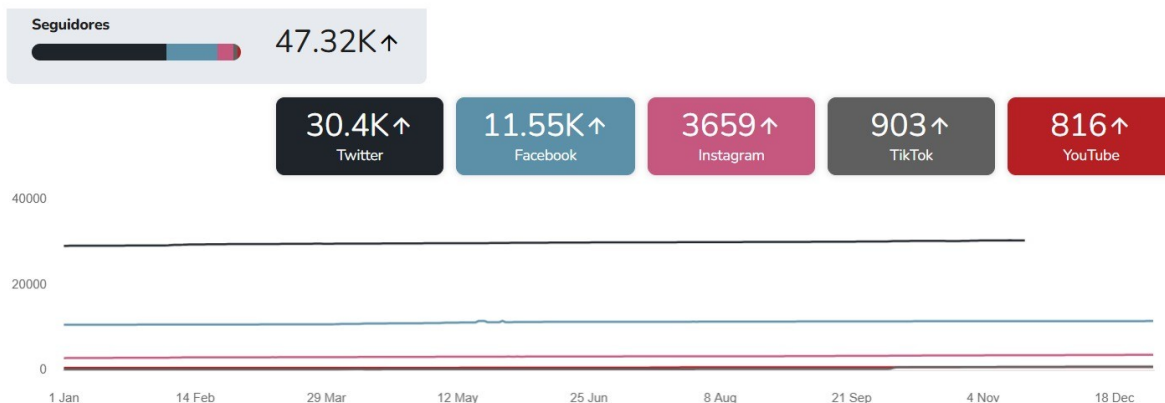 Seguidores
47.32K↑
30.4K↑ 11.55K↑ 3659↑ 903↑ 816↑
Twitter Facebook Instagram TikTok YouTube
40000
20000
0
1 Jan 14 Feb 29 Mar 12 May 25 Jun 8 Aug 21 Sep 4 Nov 18 Dec